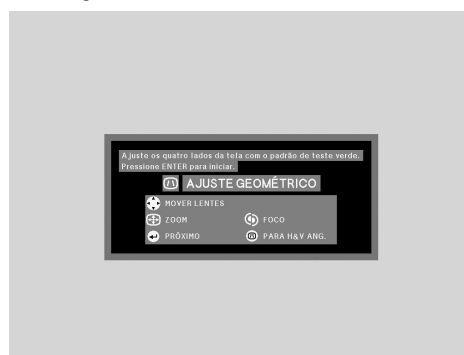 Ajuste os quatro lados da tela com o padrão de teste verde.
Pressione ENTER para iniciar.
AJUSTE GEOMÉTRICO
MOVER LENTES
ZOOM
FOCO
PRÓXIMO
PARA H&V ANG.